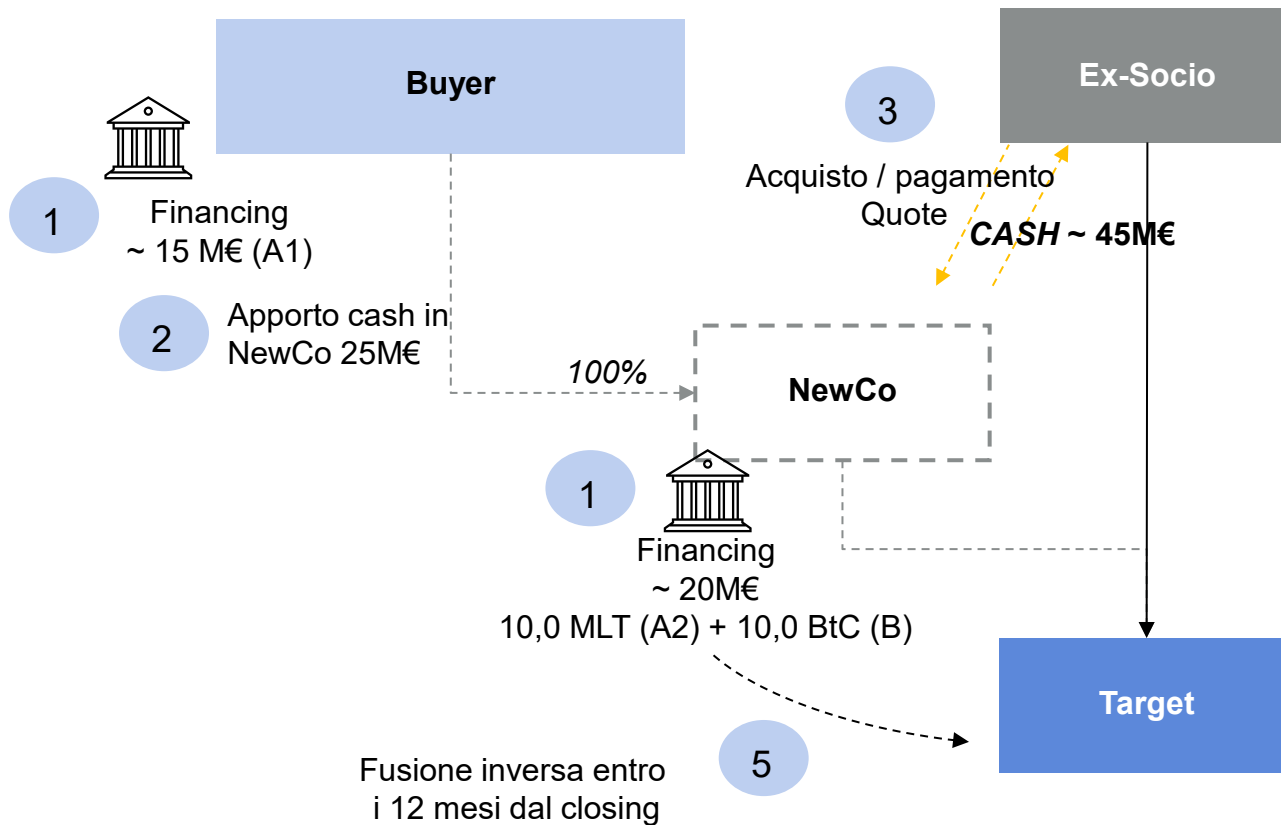 Buyer
Ex-Socio
3
Acquisto / pagamento
Quote
CASH ~ 45M€
1
Financing
~ 15 M€ (A1)
2
Apporto cash in
NewCo 25M€
100%
NewCo
1
Financing
~ 20M€
10,0 MLT (A2) + 10,0 BtC (B)
Target
5
Fusione inversa entro
i 12 mesi dal closing